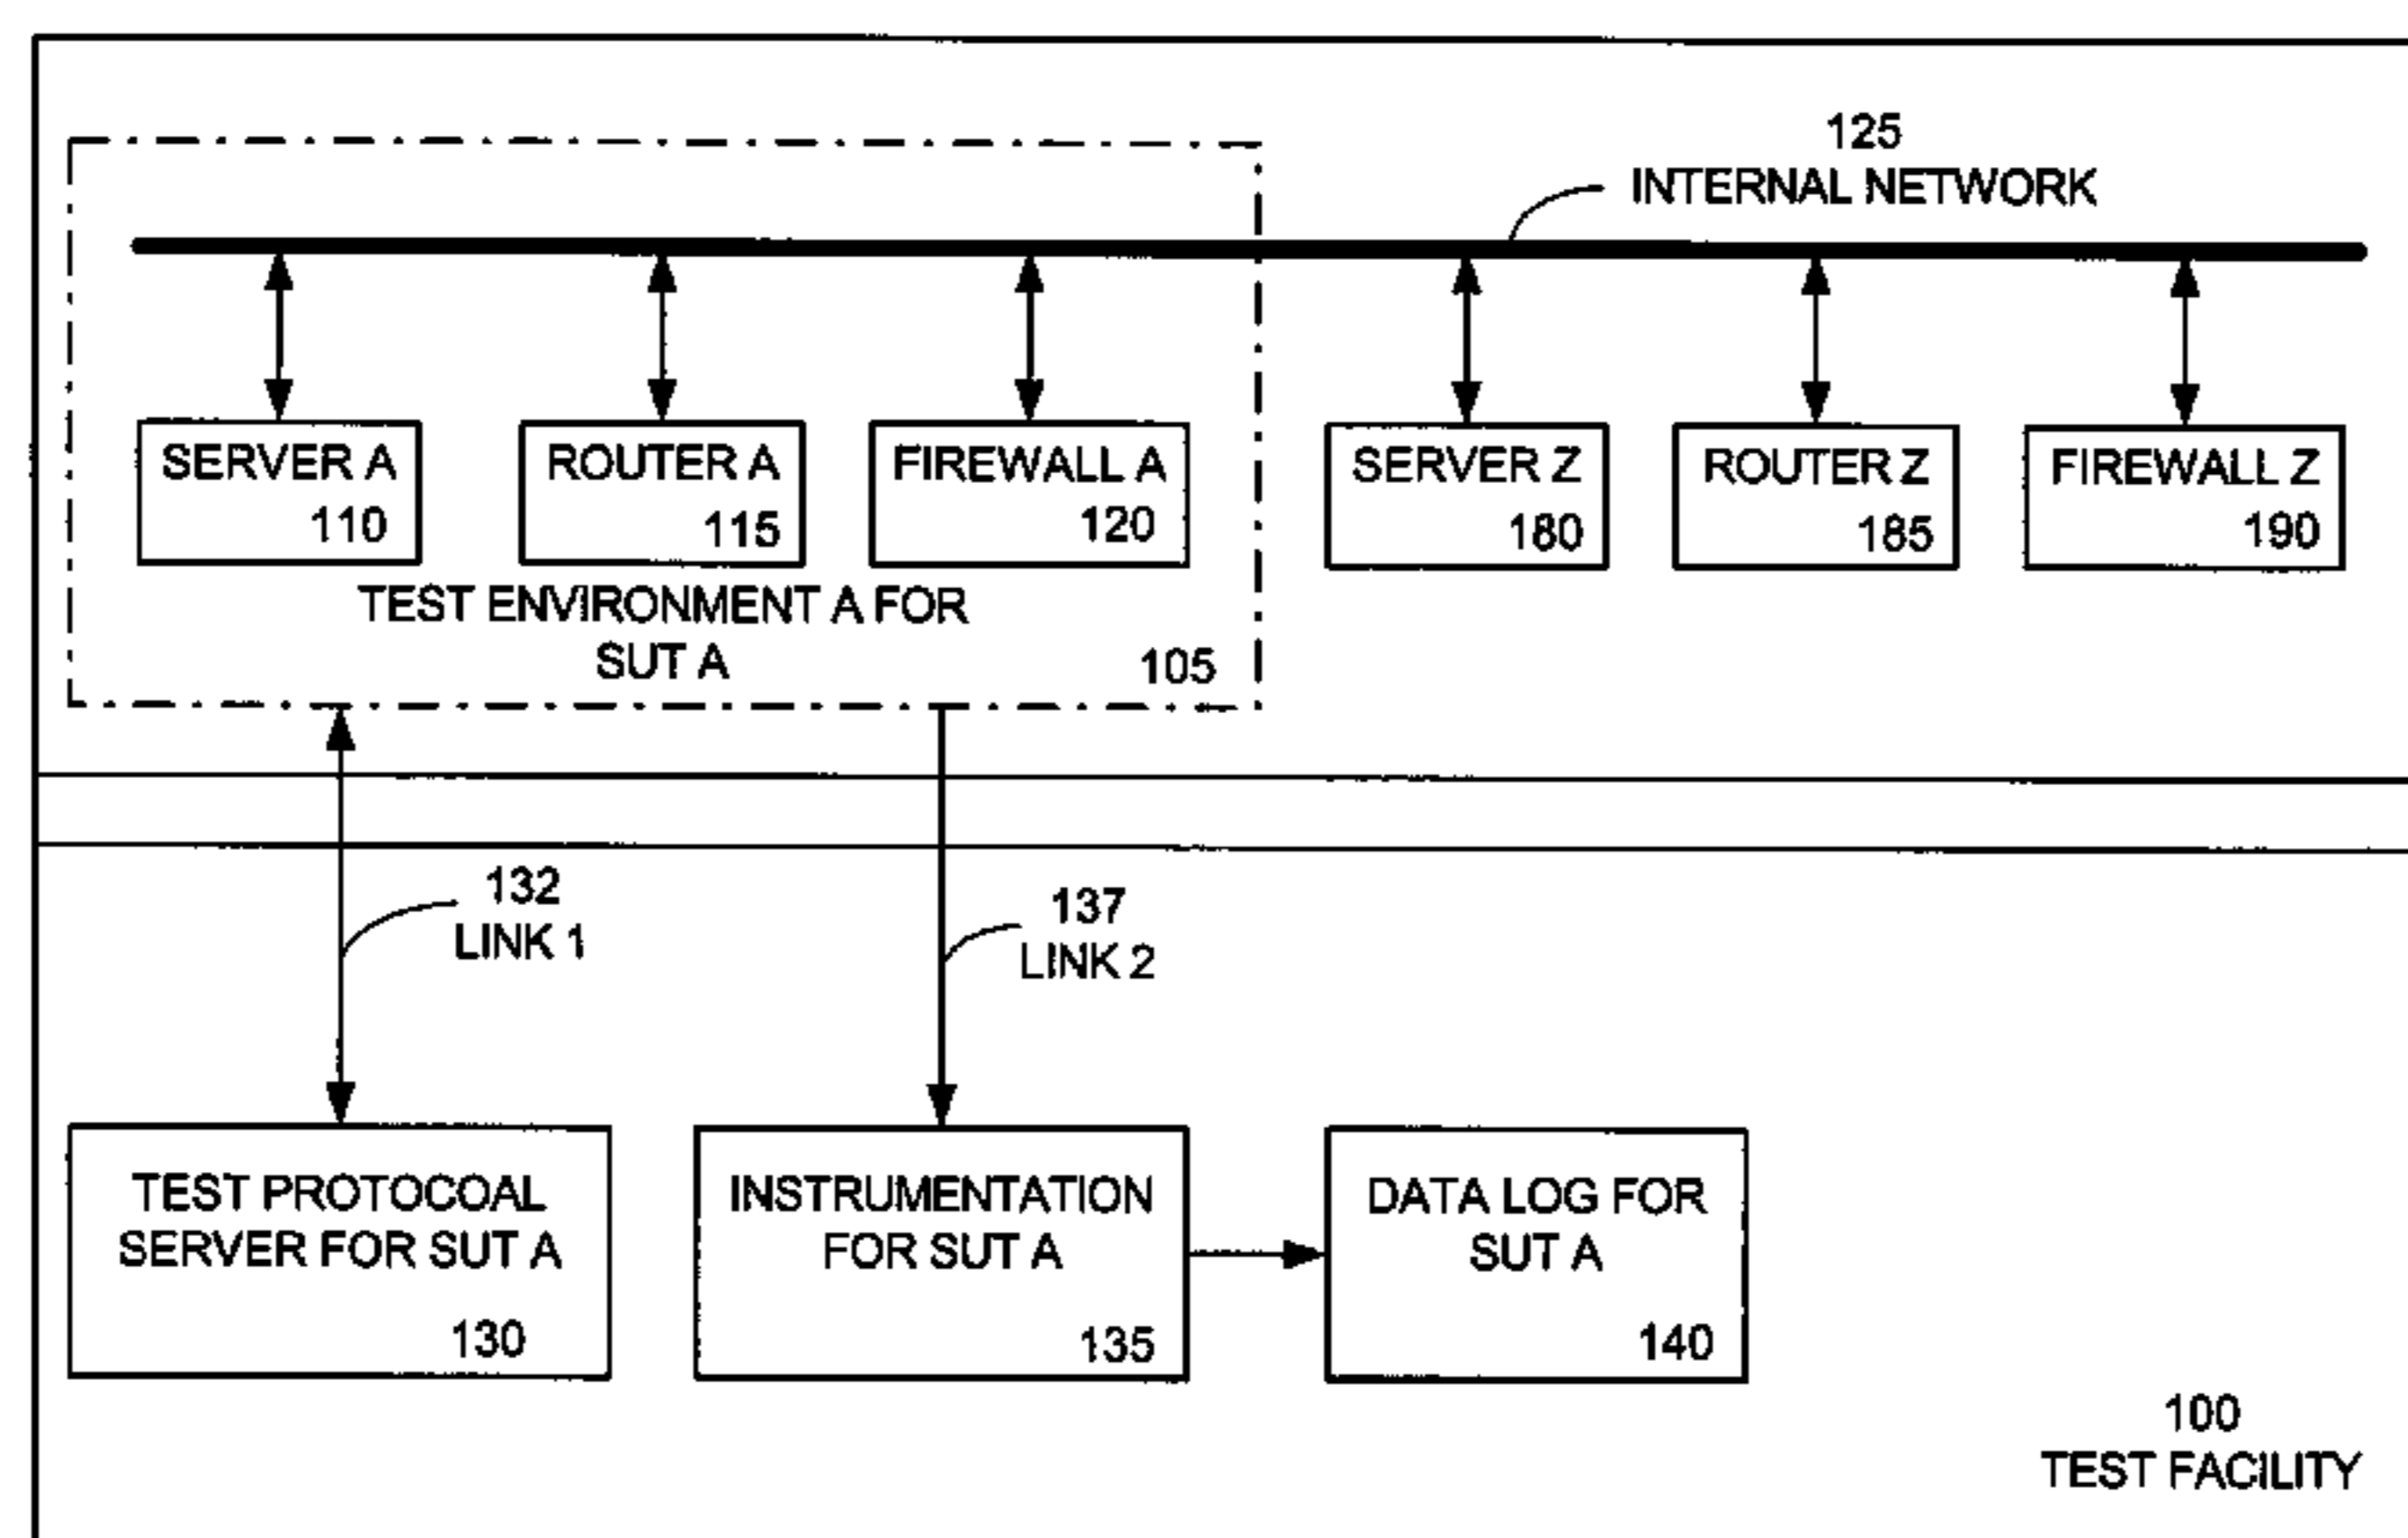 125
INTERNAL NETWORK
SERVER A
110
ROUTER A
115
FIREWALL A
120
SERVER Z
180
ROUTER Z
185
FIREWALL Z
190
TEST ENVIRONMENT A FOR
SUT A
105
132
LINK 1
137
LINK 2
TEST PROTOCOAL
SERVER FOR SUT A
130
INSTRUMENTATION
FOR SUT A
135
DATA LOG FOR
SUT A
140
100
TEST FACILITY